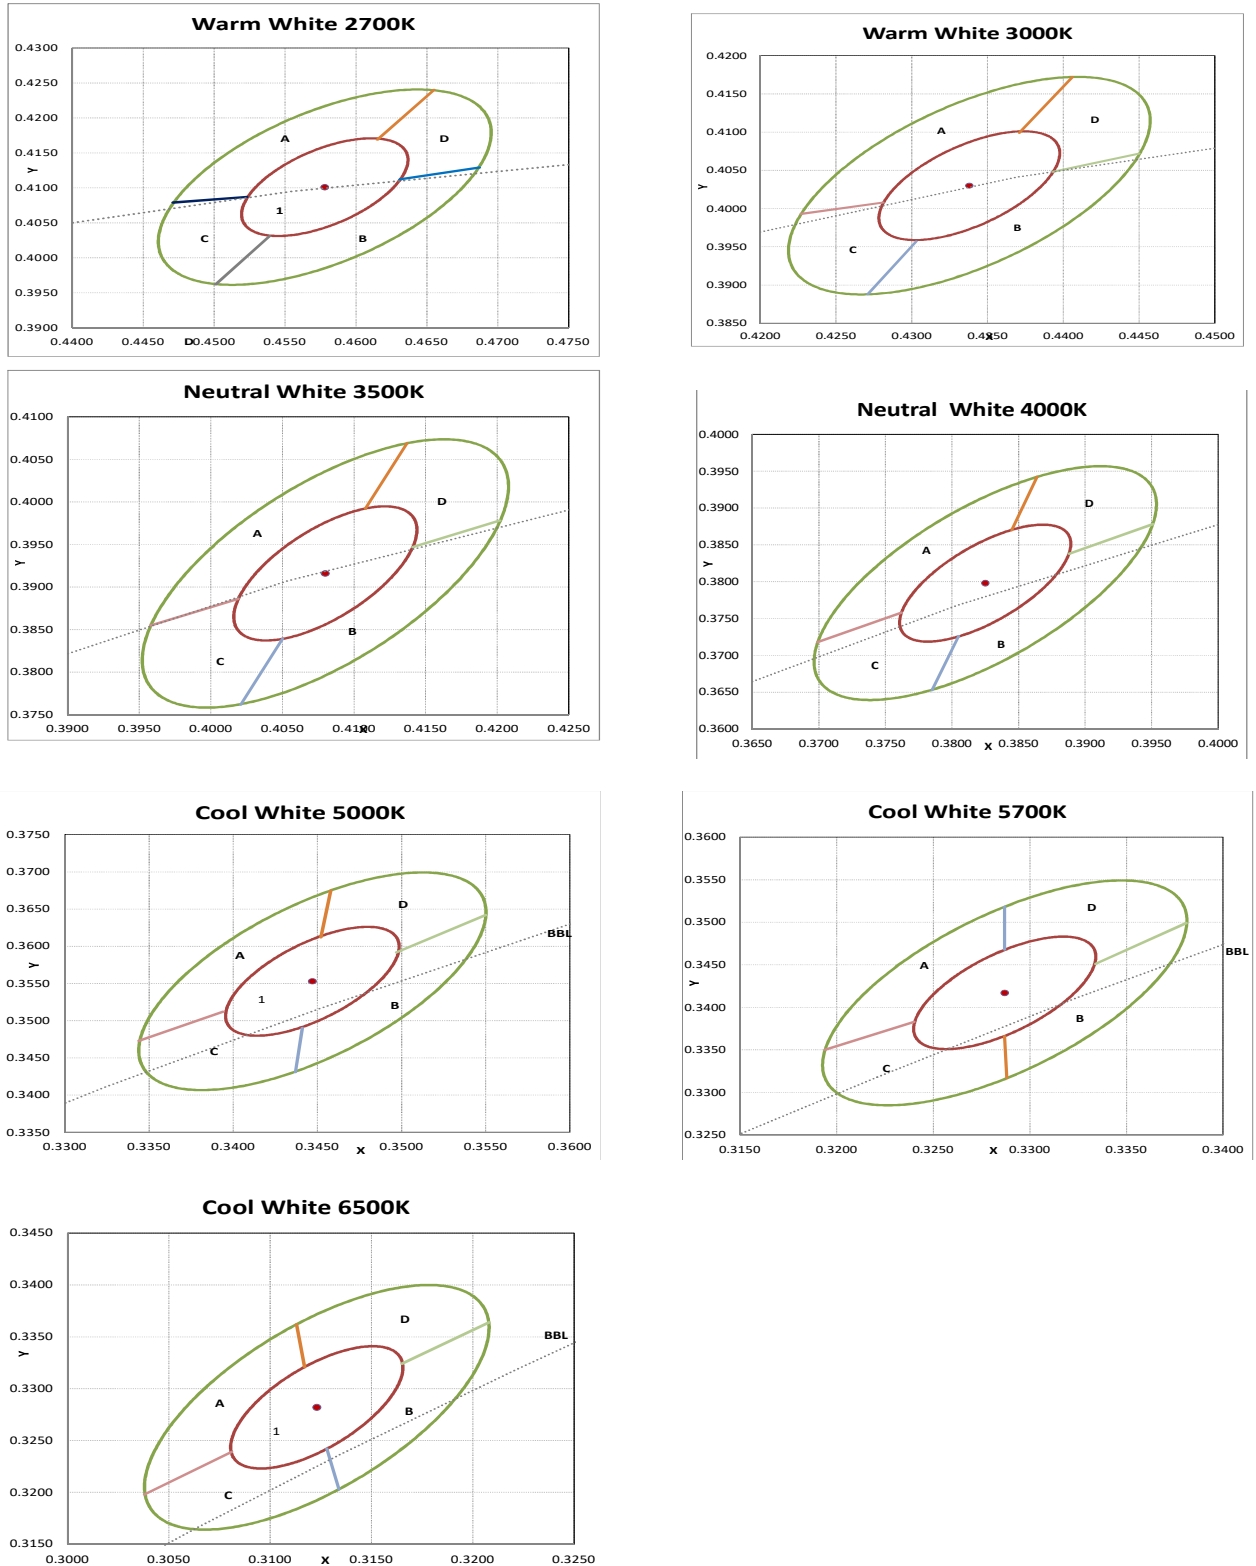 Warm White 2700K
0.4300
0.4250
0.4200
0.4150
0.4100
0.4050
0.4000
0.3950
0.3900
Y
A
D
1
C
B
0.4400 0.4450 0.4500 0.4550 0.4600 0.4650 0.4700 0.4750
D
Warm White 3000K
0.4200
0.4150
0.4100
0.4050
0.4000
0.3950
0.3900
0.3850
Y
A
D
B
C
0.4200 0.4250 0.4300 0.4350 0.4400 0.4450 0.4500
X
Neutral White 3500K
0.4100
0.4050
0.4000
0.3950
0.3900
0.3850
0.3800
0.3750
Y
D
A
B
C
0.3900 0.3950 0.4000 0.4050 0.4100 0.4150 0.4200 0.4250
X
Neutral White 4000K
0.4000
0.3950
0.3900
0.3850
0.3800
0.3750
0.3700
0.3650
0.3600
Y
D
A
B
C
0.3650 0.3700 0.3750 0.3800 0.3850 0.3900 0.3950 0.4000
X
Cool White 5000K
0.3750
0.3700
0.3650
0.3600
0.3550
0.3500
0.3450
0.3400
0.3350
Y
D
BBL
A
1
B
C
0.3300 0.3350 0.3400 0.3450 0.3500 0.3550 0.3600
X
Cool White 5700K
0.3600
0.3550
0.3500
0.3450
0.3400
0.3350
0.3300
0.3250
Y
D
BBL
A
B
C
0.3150 0.3200 0.3250 0.3300 0.3350 0.3400
X
Cool White 6500K
0.3450
0.3400
0.3350
0.3300
0.3250
0.3200
0.3150
Y
D
BBL
A
B
1
C
0.3000 0.3050 0.3100 0.3150 0.3200 0.3250
X